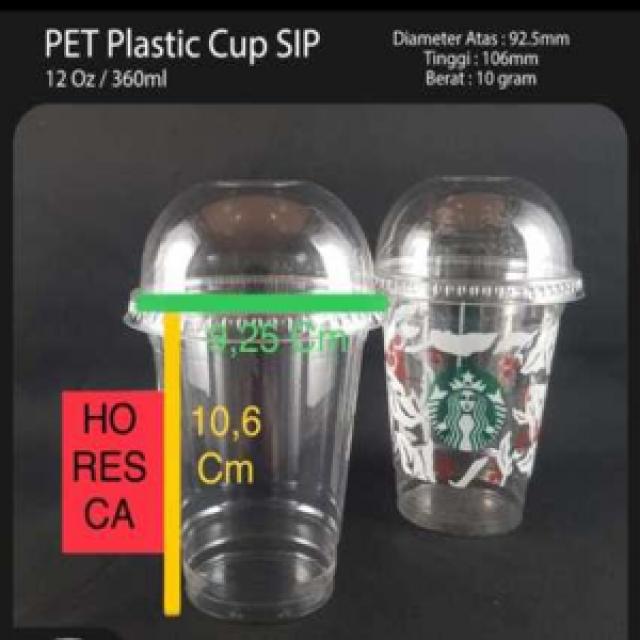 PET Plastic Cup SIP
12 Oz / 360ml
Diameter Atas : 92.5mm
Tinggi : 106mm
Berat : 10 gram
9,25 Cm
HO
RES
CA
10,6
Cm